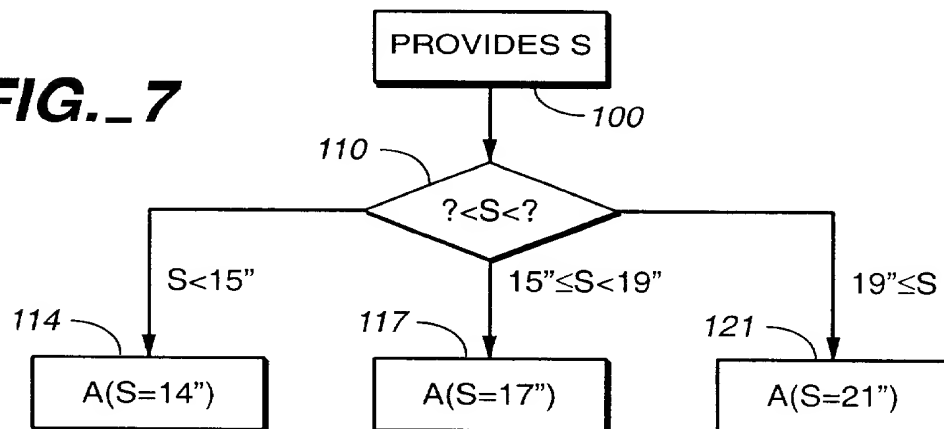 PROVIDES S
FIG._7
100
110
?<S<?
S<15”
15”≤S<19”
19”≤S
114
117
121
A(S=14”)
A(S=17”)
A(S=21”)